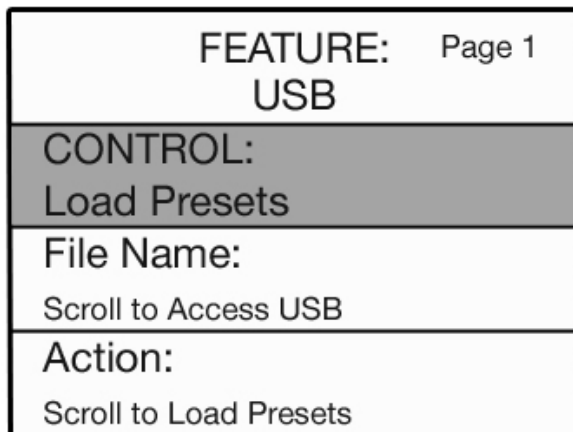 FEATURE: Page 1
USB
CONTROL:
Load Presets
File Name:
Scroll to Access USB
Action:
Scroll to Load Presets